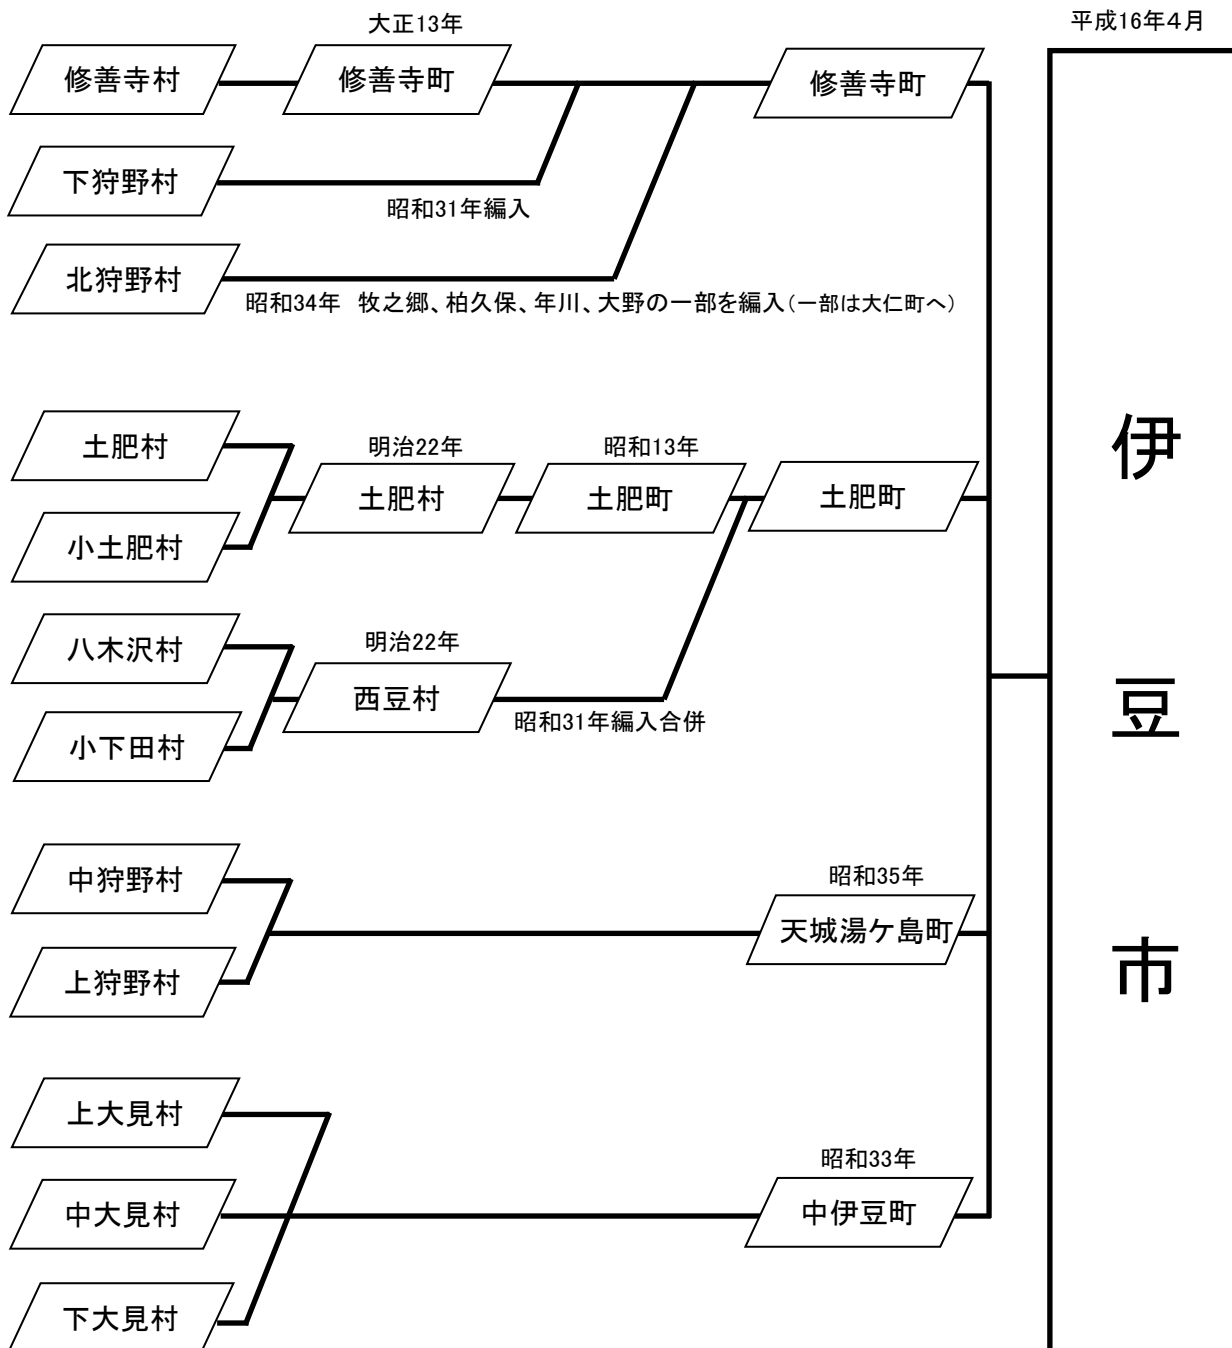 大正13年
平成16年4月
修善寺村
修善寺町
修善寺町
下狩野村
昭和31年編入
北狩野村
昭和34年 牧之郷、柏久保、年川、大野の一部を編入(一部は大仁町へ)
土肥村
明治22年
昭和13年
土肥村
土肥町
土肥町
小土肥村
八木沢村
明治22年
西豆村
昭和31年編入合併
小下田村
中狩野村
昭和35年
天城湯ケ島町
上狩野村
上大見村
昭和33年
中大見村
中伊豆町
下大見村
伊豆市